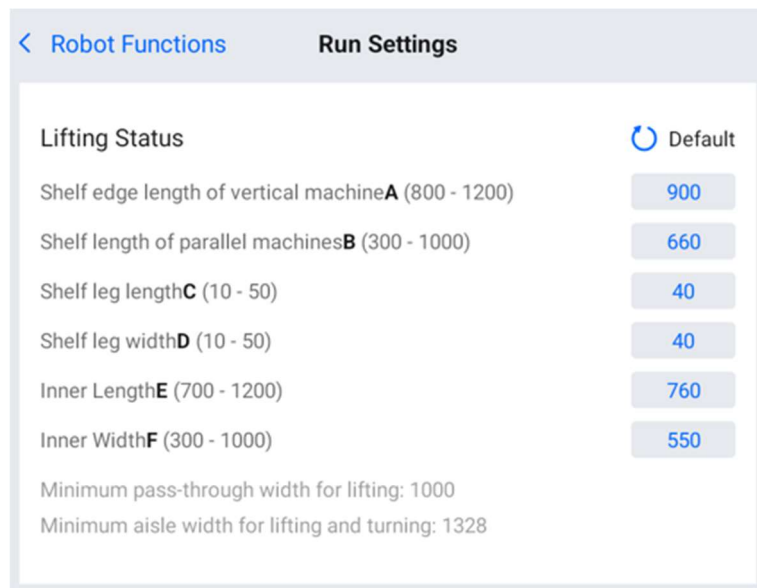 Robot Functions Run Settings
Lifting Status Default
Shelf edge length of vertical machineA (800 - 1200) 900
Shelf length of parallel machinesB (300 - 1000) 660
Shelf leg lengthC (10 - 50) 40
Shelf leg widthD (10 - 50) 40
Inner LengthE (700 - 1200) 760
Inner WidthF (300 - 1000) 550
Minimum pass-through width for lifting: 1000
Minimum aisle width for lifting and turning: 1328